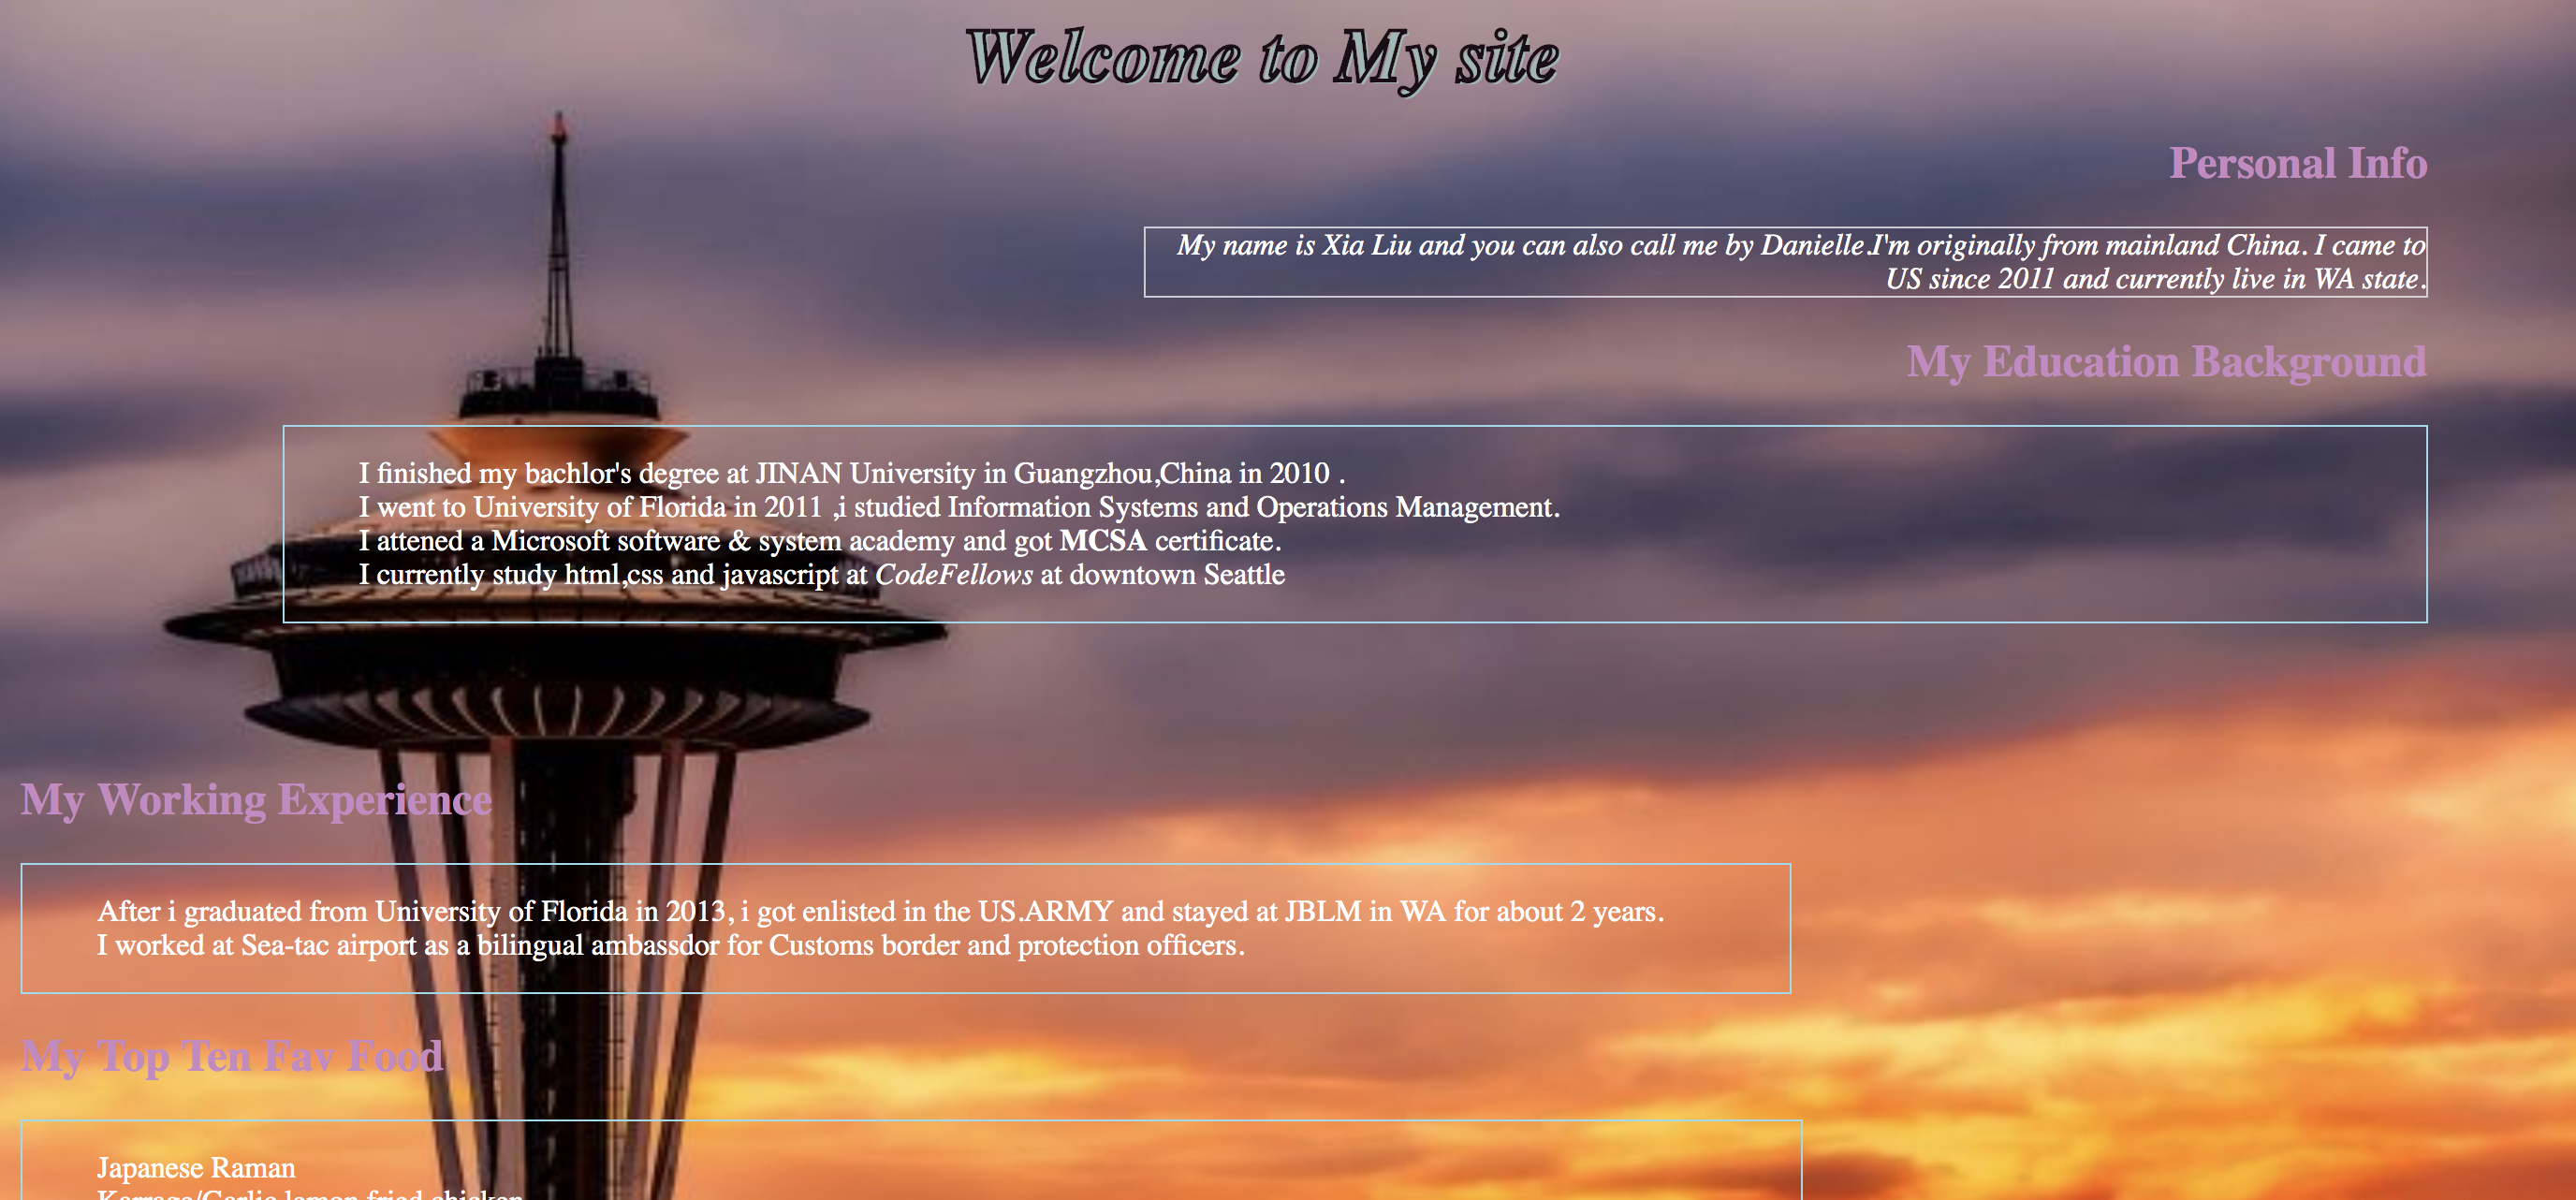 Welcome to My site
Personal Info
My name is Xia Liu and you can also call me by Danielle.I'm originally from mainland China. I came to
US since 2011 and currently live in WA state.
My Education Background
I finished my bachlor's degree at JINAN University in Guangzhou,China in 2010 .
I went to University of Florida in 2011 ,i studied Information Systems and Operations Management.
I attened a Microsoft software & system academy and got MCSA certificate.
I currently study html,css and javascript at CodeFellows at downtown Seattle
My Working Experience
After i graduated from University of Florida in 2013, i got enlisted in the US.ARMY and stayed at JBLM in WA for about 2 years.
I worked at Sea-tac airport as a bilingual ambassdor for Customs border and protection officers.
My Top Ten Fav Food
Japanese Raman
Karrage/Garlic lemon fried chicken